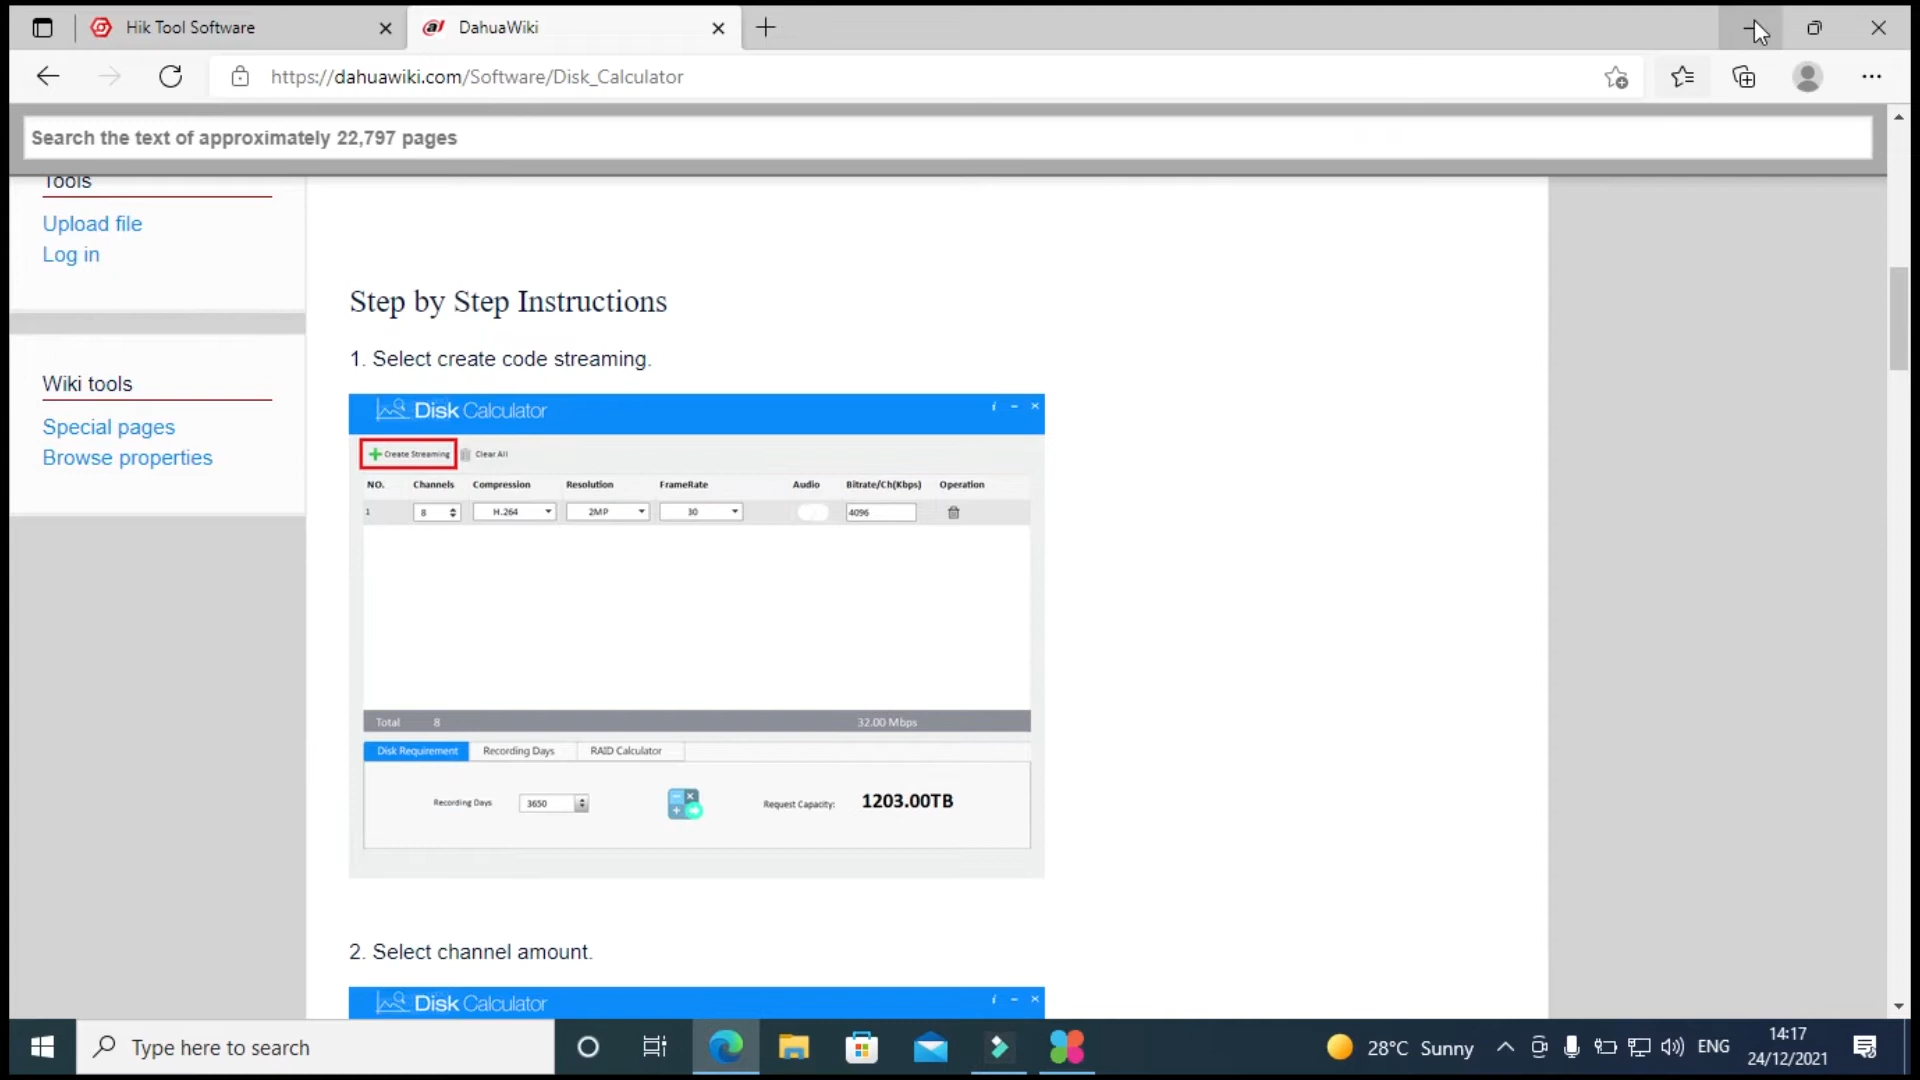 Hik Tool Software
DahuaWiki
https://dahuawiki.com/Software/Disk_Calculator
Search the text of approximately 22,797 pages
Tools
Upload file
Log in
Wiki tools
Special pages
Browse properties
Step by Step Instructions
1. Select create code streaming.
Disk Calculator
Create Streaming Clear All
NO. Channels Compression Resolution FrameRate Audio Bitrate/Ch(Kbps) Operation
1 8 H.264 2MP 30 4096
Total 8 32.00 Mbps
Disk Requirement Recording Days RAID Calculator
Recording Days 3650 Request Capacity: 1203.00TB
2. Select channel amount.
Disk Calculator
Type here to search
28°C Sunny
ENG
14:17
24/12/2021